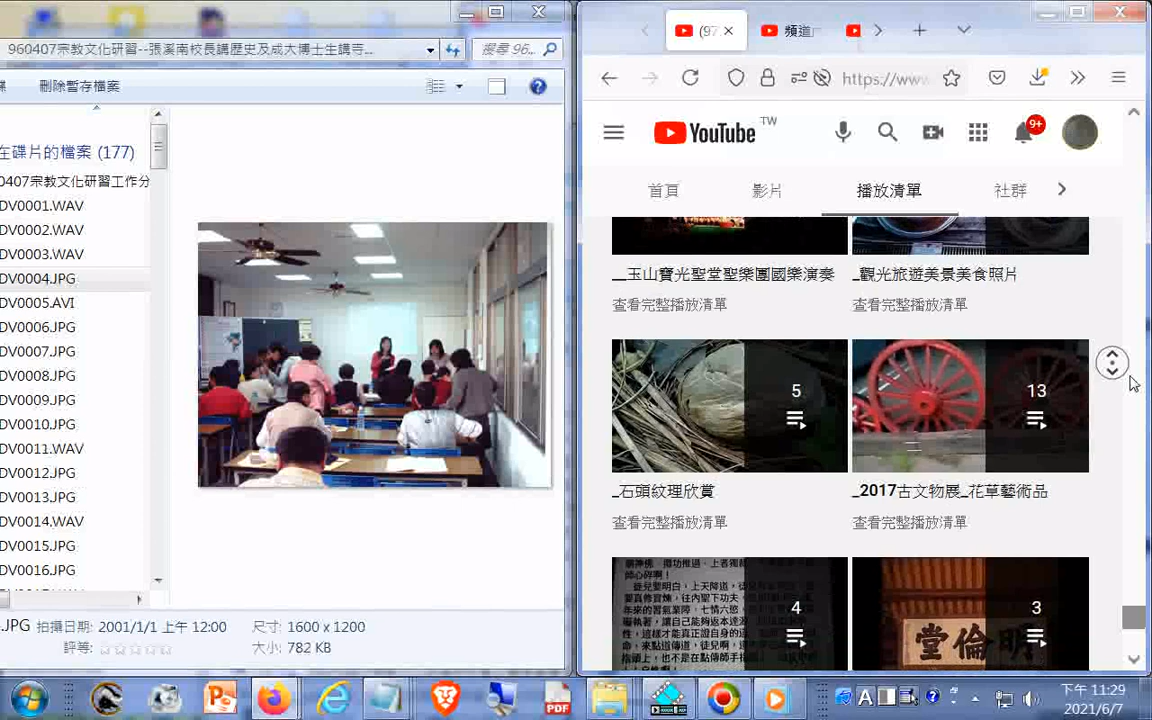 960407宗教文化研習--張溪南校長講歷史及成大博士生講寺...
搜尋 96...
刪除暫存檔案
在碟片的檔案 (177)
0407宗教文化研習工作分
DV0001.WAV
DV0002.WAV
DV0003.WAV
DV0004.JPG
DV0005.AVI
DV0006.JPG
DV0007.JPG
DV0008.JPG
DV0009.JPG
DV0010.JPG
DV0011.WAV
DV0012.JPG
DV0013.JPG
DV0014.WAV
DV0015.JPG
DV0016.JPG
.JPG 拍攝日期: 2001/1/1 上午 12:00 尺寸: 1600 x 1200
評等: 大小: 782 KB
(97
頻道
https://www
YouTube TW
9+
首頁 影片 播放清單 社群
__玉山寶光聖堂聖樂團國樂演奏
查看完整播放清單
_觀光旅遊美景美食照片
查看完整播放清單
5
_石頭紋理欣賞
查看完整播放清單
13
_2017古文物展_花草藝術品
查看完整播放清單
4
3
堂倫明
PDF
下午 11:29
2021/6/7